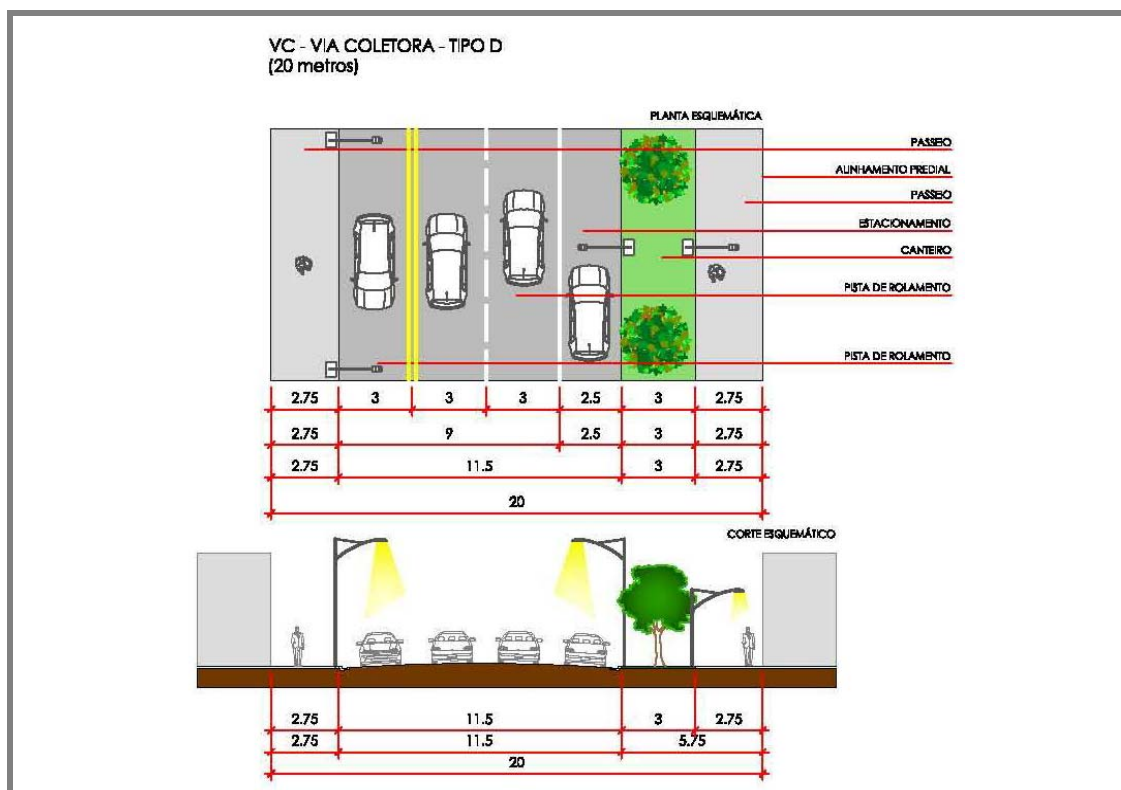 VC - VIA COLETORA - TIPO D
(20 metros)
PLANTA ESQUEMÁTICA
PASSEIO
ALINHAMENTO PREDIAL
PASSEIO
ESTACIONAMENTO
CANTEIRO
PISTA DE ROLAMENTO
PISTA DE ROLAMENTO
2.75 3 3 3 2.5 3 2.75
2.75 9 2.5 3 2.75
2.75 11.5 3 2.75
20
CORTE ESQUEMÁTICO
2.75 11.5 3 2.75
2.75 11.5 5.75
20